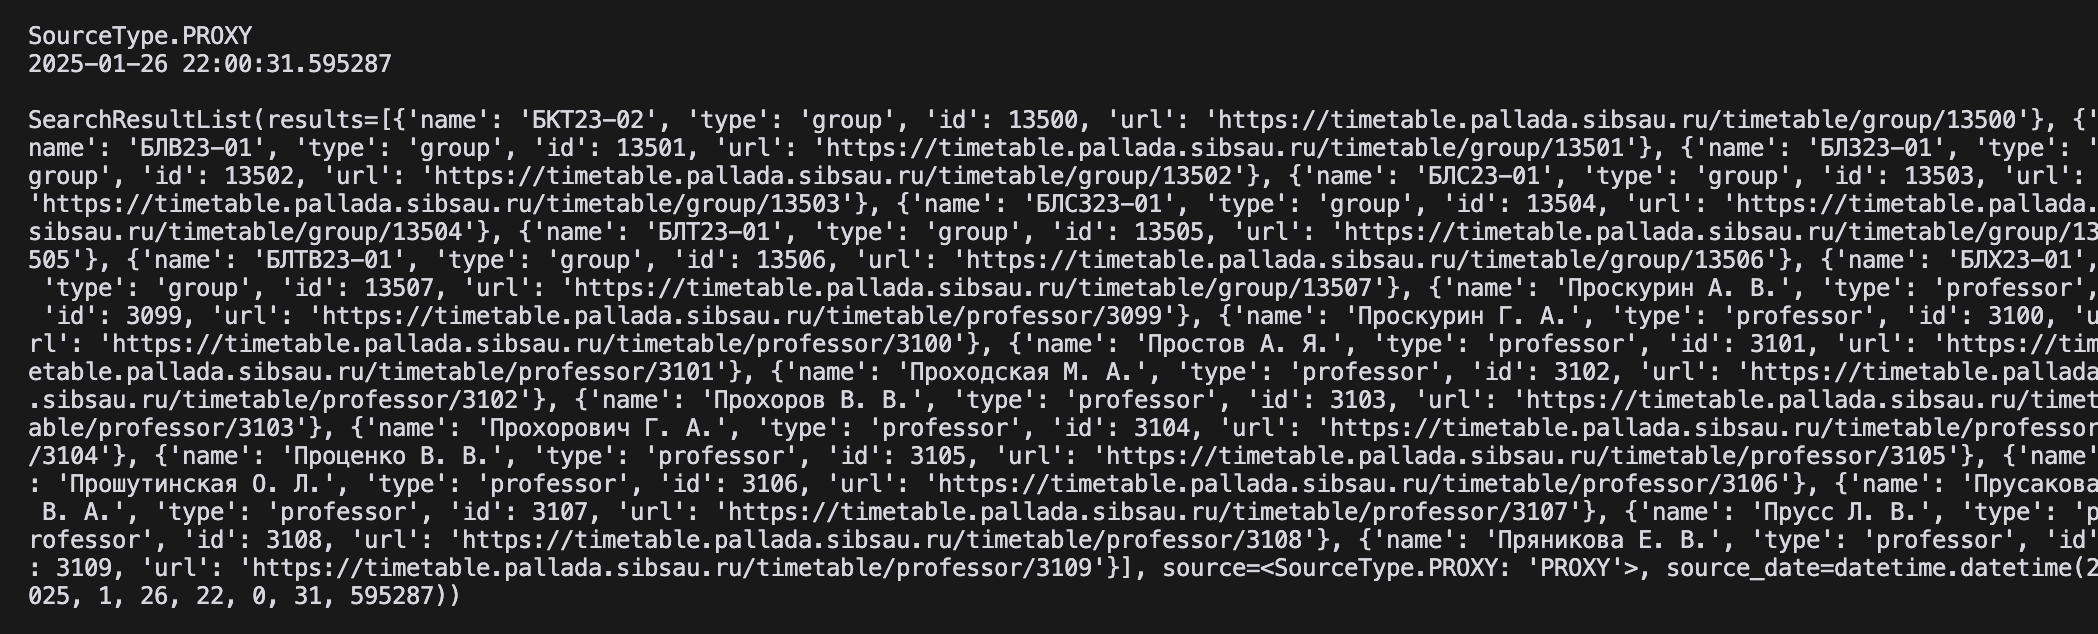 SourceType.PROXY
2025-01-26 22:00:31.595287
SearchResultList(results=[{'name': 'БКТ23-02', 'type': 'group', 'id': 13500, 'url': 'https://timetable.pallada.sibsau.ru/timetable/group/13500'}, {'
name': 'БЛВ23-01', 'type': 'group', 'id': 13501, 'url': 'https://timetable.pallada.sibsau.ru/timetable/group/13501'}, {'name': 'БЛЗ23-01', 'type': '
group', 'id': 13502, 'url': 'https://timetable.pallada.sibsau.ru/timetable/group/13502'}, {'name': 'БЛС23-01', 'type': 'group', 'id': 13503, 'url':
'https://timetable.pallada.sibsau.ru/timetable/group/13503'}, {'name': 'БЛСЗ23-01', 'type': 'group', 'id': 13504, 'url': 'https://timetable.pallada.
sibsau.ru/timetable/group/13504'}, {'name': 'БЛТ23-01', 'type': 'group', 'id': 13505, 'url': 'https://timetable.pallada.sibsau.ru/timetable/group/13
505'}, {'name': 'БЛТВ23-01', 'type': 'group', 'id': 13506, 'url': 'https://timetable.pallada.sibsau.ru/timetable/group/13506'}, {'name': 'БЛХ23-01',
'type': 'group', 'id': 13507, 'url': 'https://timetable.pallada.sibsau.ru/timetable/group/13507'}, {'name': 'Проскурин А. В.', 'type': 'professor',
'id': 3099, 'url': 'https://timetable.pallada.sibsau.ru/timetable/professor/3099'}, {'name': 'Проскурин Г. А.', 'type': 'professor', 'id': 3100, 'u
rl': 'https://timetable.pallada.sibsau.ru/timetable/professor/3100'}, {'name': 'Простов А. Я.', 'type': 'professor', 'id': 3101, 'url': 'https://tim
etable.pallada.sibsau.ru/timetable/professor/3101'}, {'name': 'Проходская М. А.', 'type': 'professor', 'id': 3102, 'url': 'https://timetable.pallada
.sibsau.ru/timetable/professor/3102'}, {'name': 'Прохоров В. В.', 'type': 'professor', 'id': 3103, 'url': 'https://timetable.pallada.sibsau.ru/timet
able/professor/3103'}, {'name': 'Прохорович Г. А.', 'type': 'professor', 'id': 3104, 'url': 'https://timetable.pallada.sibsau.ru/timetable/professor
/3104'}, {'name': 'Проценко В. В.', 'type': 'professor', 'id': 3105, 'url': 'https://timetable.pallada.sibsau.ru/timetable/professor/3105'}, {'name'
: 'Прошутинская О. Л.', 'type': 'professor', 'id': 3106, 'url': 'https://timetable.pallada.sibsau.ru/timetable/professor/3106'}, {'name': 'Прусакова
В. А.', 'type': 'professor', 'id': 3107, 'url': 'https://timetable.pallada.sibsau.ru/timetable/professor/3107'}, {'name': 'Прусс Л. В.', 'type': 'p
rofessor', 'id': 3108, 'url': 'https://timetable.pallada.sibsau.ru/timetable/professor/3108'}, {'name': 'Пряникова Е. В.', 'type': 'professor', 'id'
: 3109, 'url': 'https://timetable.pallada.sibsau.ru/timetable/professor/3109'}], source=<SourceType.PROXY: 'PROXY'>, source_date=datetime.datetime(2
025, 1, 26, 22, 0, 31, 595287))